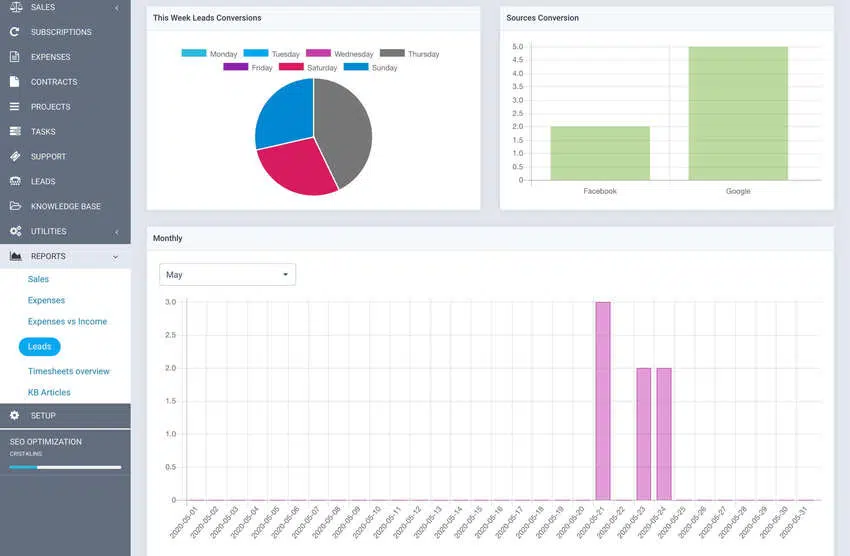 SALES
SUBSCRIPTIONS
EXPENSES
CONTRACTS
PROJECTS
TASKS
SUPPORT
LEADS
KNOWLEDGE BASE
UTILITIES
REPORTS
Sales
Expenses
Expenses vs Income
Leads
Timesheets overview
KB Articles
SETUP
SEO OPTIMIZATION
CRISTKLINS
This Week Leads Conversions
Monday Tuesday Wednesday Thursday
Friday Saturday Sunday
Sources Conversion
5.0
4.5
4.0
3.5
3.0
2.5
2.0
1.5
1.0
0.5
0
Facebook Google
Monthly
May
3.0
2.5
2.0
1.5
1.0
0.5
0
2020-05-01
2020-05-02
2020-05-03
2020-05-04
2020-05-05
2020-05-06
2020-05-07
2020-05-08
2020-05-09
2020-05-10
2020-05-11
2020-05-12
2020-05-13
2020-05-14
2020-05-15
2020-05-16
2020-05-17
2020-05-18
2020-05-19
2020-05-20
2020-05-21
2020-05-22
2020-05-23
2020-05-24
2020-05-25
2020-05-26
2020-05-27
2020-05-28
2020-05-29
2020-05-30
2020-05-31